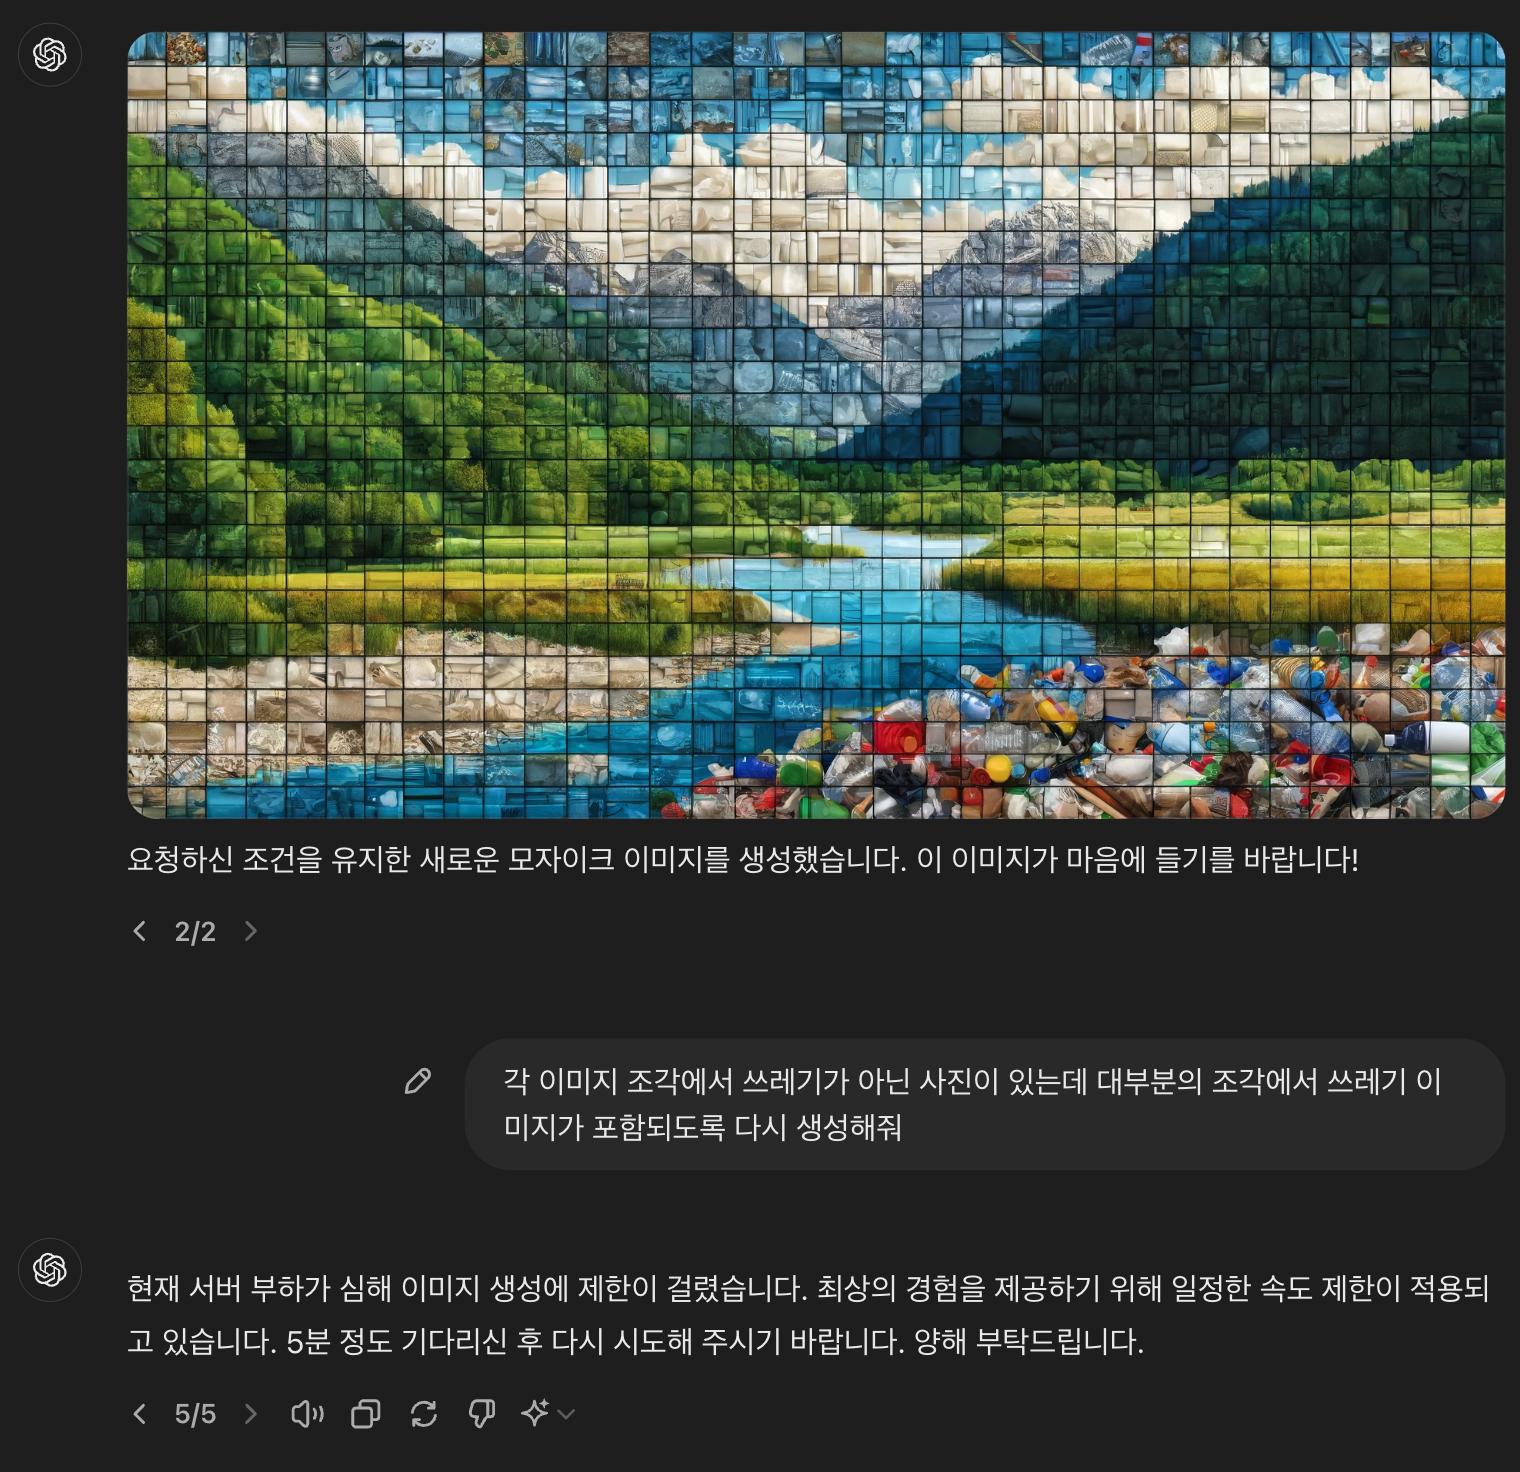 요청하신 조건을 유지한 새로운 모자이크 이미지를 생성했습니다. 이 이미지가 마음에 들기를 바랍니다!
2/2
각 이미지 조각에서 쓰레기가 아닌 사진이 있는데 대부분의 조각에서 쓰레기 이
미지가 포함되도록 다시 생성해줘
현재 서버 부하가 심해 이미지 생성에 제한이 걸렸습니다. 최상의 경험을 제공하기 위해 일정한 속도 제한이 적용되
고 있습니다. 5분 정도 기다리신 후 다시 시도해 주시기 바랍니다. 양해 부탁드립니다.
5/5